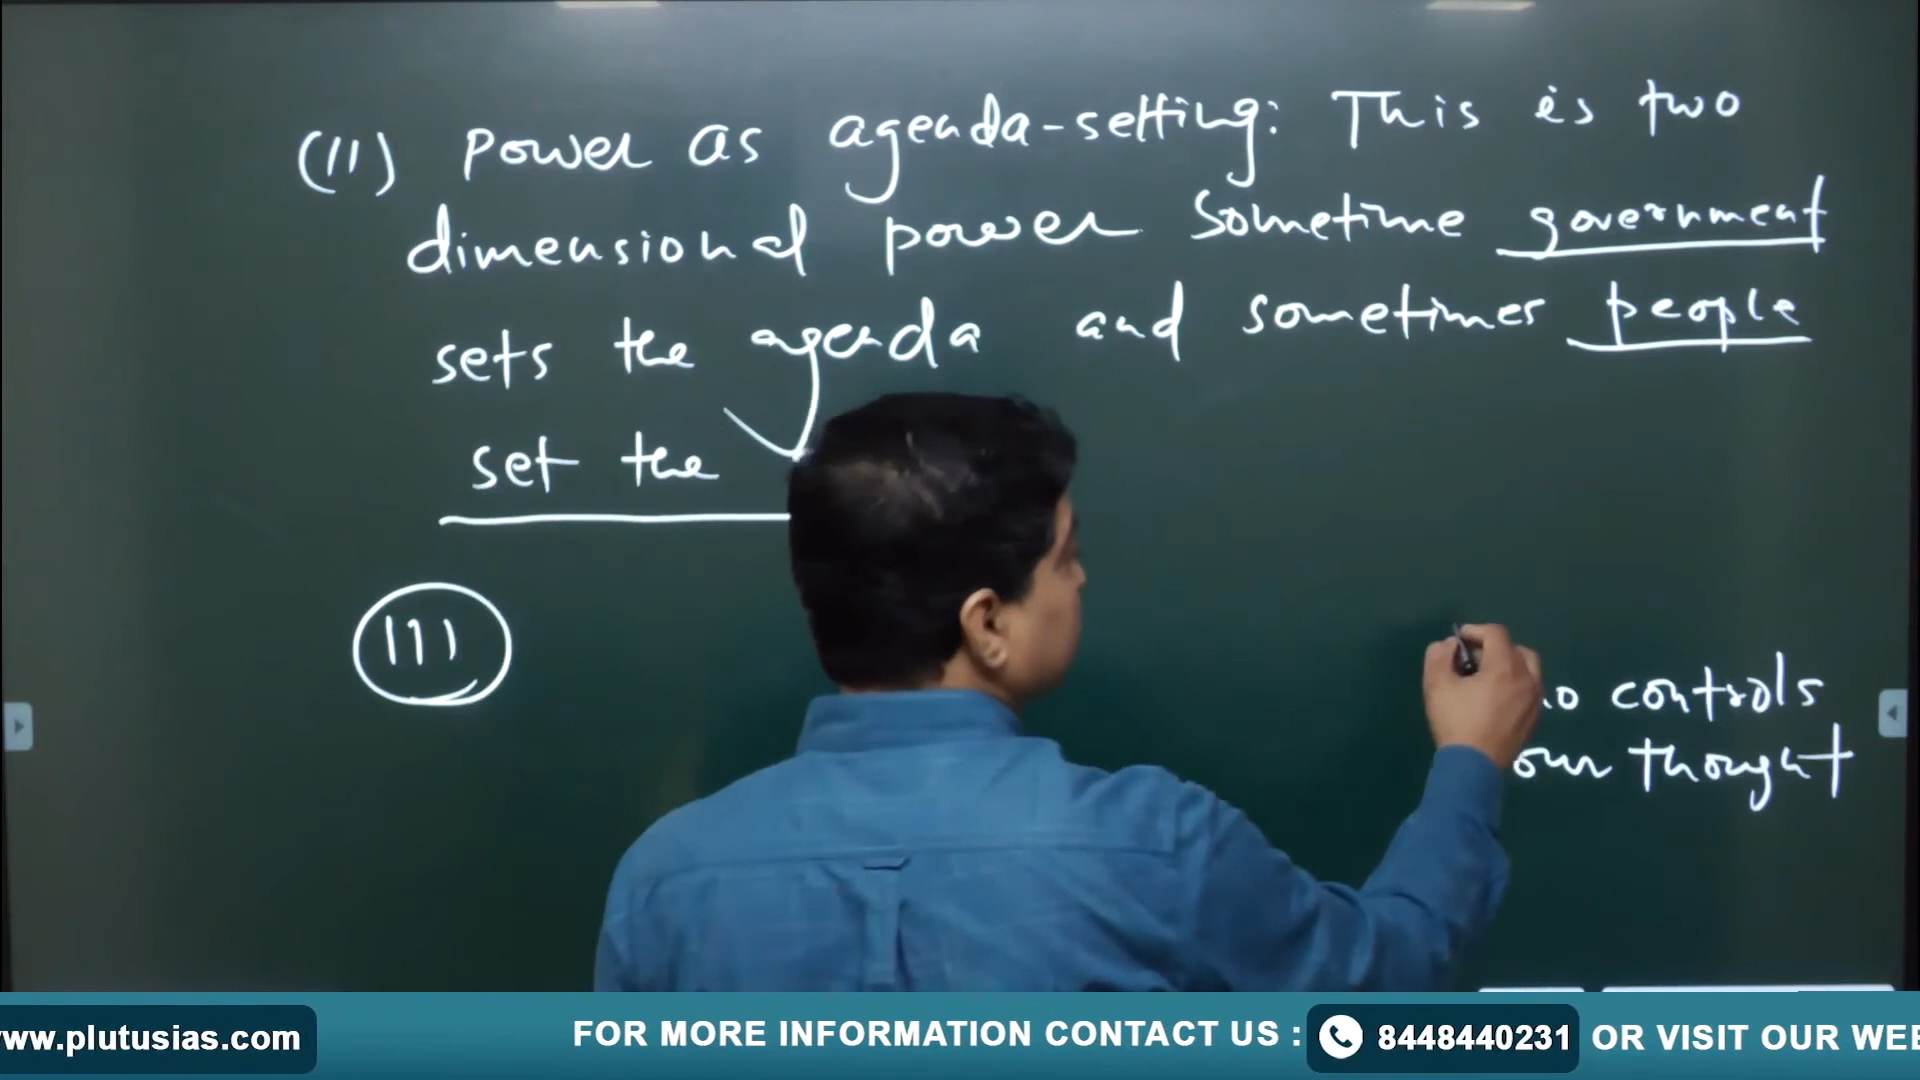 (II) Power as agenda-setting: This is two
dimensional power Sometime government
sets the agenda and sometimes people
set the
III
controls
our thought
www.plutusias.com
FOR MORE INFORMATION CONTACT US :
8448440231
OR VISIT OUR